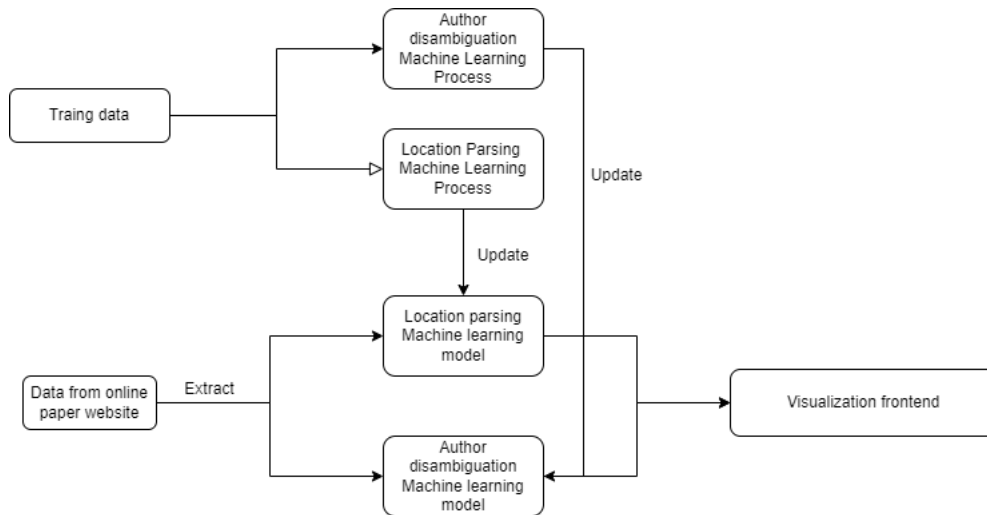 Author
disambiguation
Machine Learning
Process
Traing data
Location Parsing
Machine Learning
Process
Update
Update
Location parsing
Machine learning
model
Data from online
paper website
Extract
Visualization frontend
Author
disambiguation
Machine learning
model